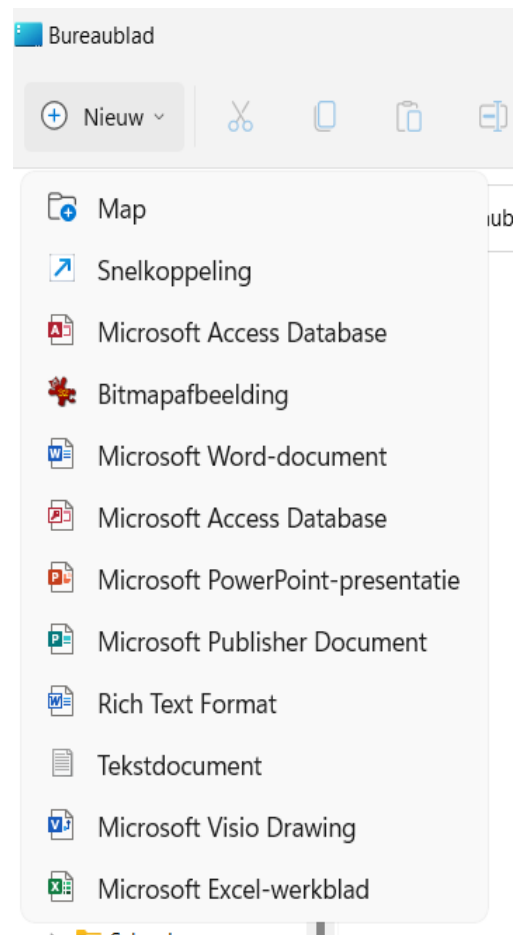 Bureaublad
Nieuw
Map
Snelkoppeling
Microsoft Access Database
Bitmapafbeelding
Microsoft Word-document
Microsoft Access Database
Microsoft PowerPoint-presentatie
Microsoft Publisher Document
Rich Text Format
Tekstdocument
Microsoft Visio Drawing
Microsoft Excel-werkblad